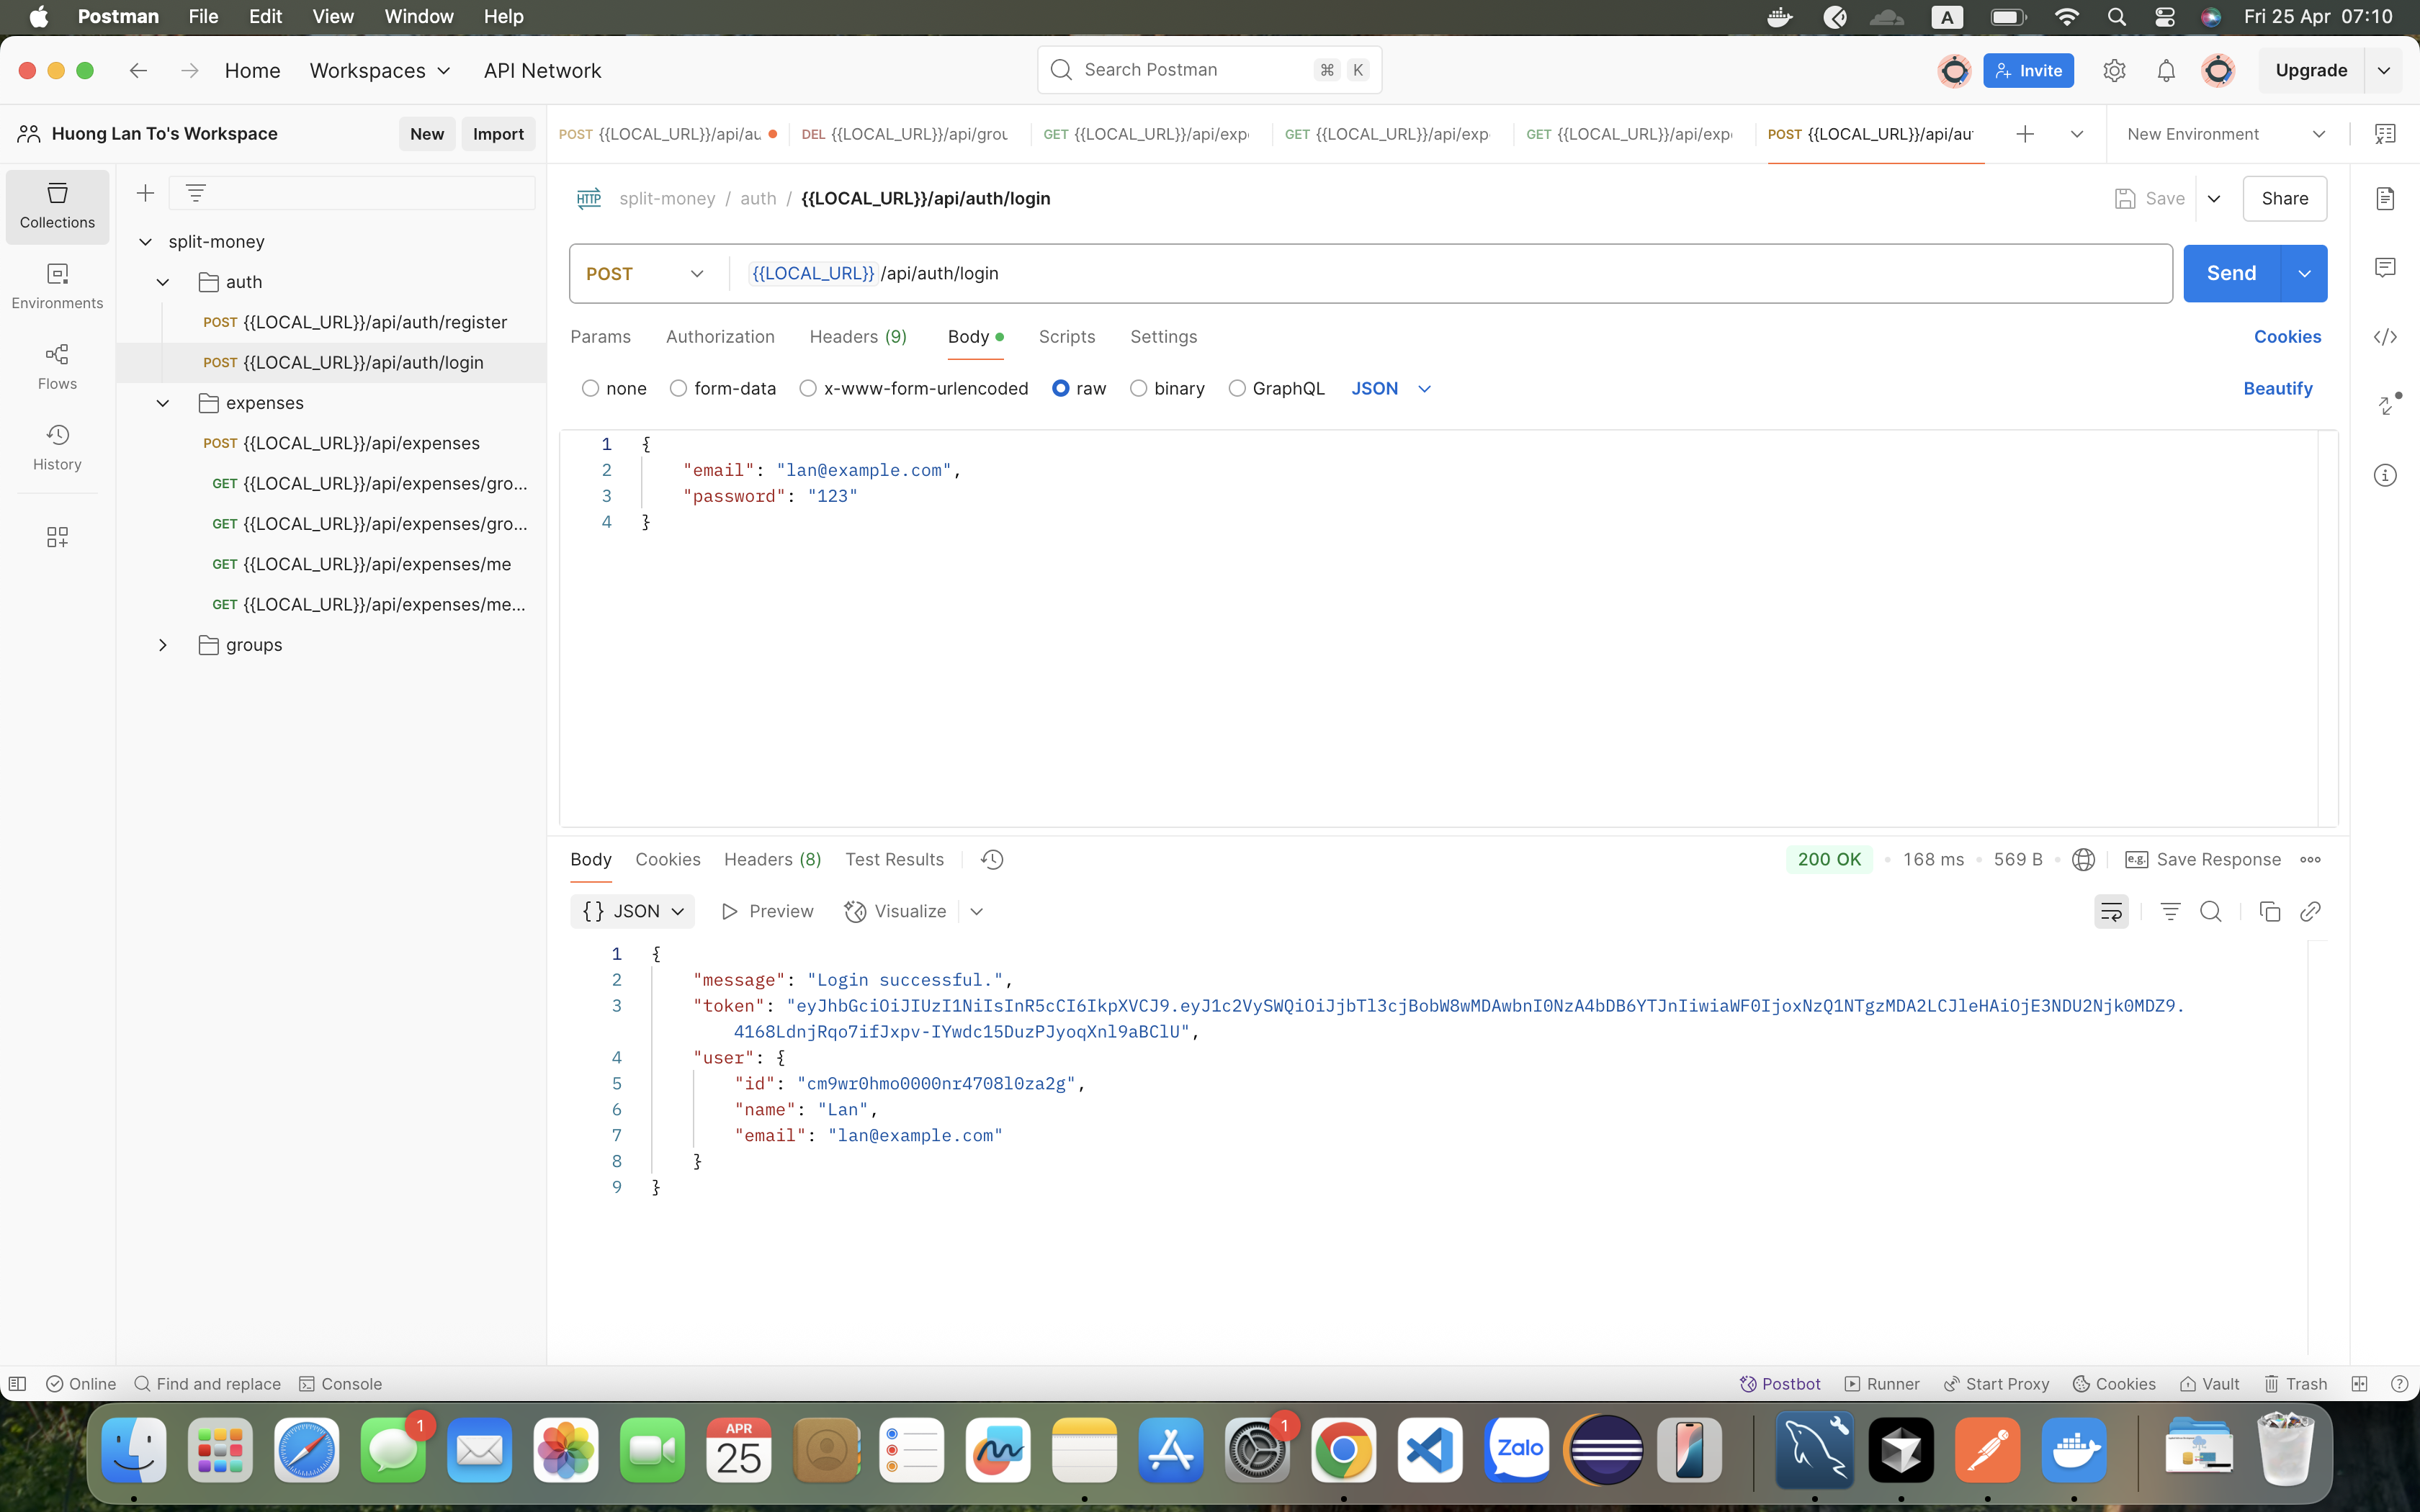 Postman File Edit View Window Help
A Fri 25 Apr 07:10
Home Workspaces API Network
Search Postman ⌘ K
Invite Upgrade
Huong Lan To's Workspace New Import
POST {{LOCAL_URL}}/api/au DEL {{LOCAL_URL}}/api/grou GET {{LOCAL_URL}}/api/exp GET {{LOCAL_URL}}/api/exp GET {{LOCAL_URL}}/api/exp POST {{LOCAL_URL}}/api/au New Environment
Collections
Environments
Flows
History
split-money
auth
POST {{LOCAL_URL}}/api/auth/register
POST {{LOCAL_URL}}/api/auth/login
expenses
POST {{LOCAL_URL}}/api/expenses
GET {{LOCAL_URL}}/api/expenses/gro...
GET {{LOCAL_URL}}/api/expenses/gro...
GET {{LOCAL_URL}}/api/expenses/me
GET {{LOCAL_URL}}/api/expenses/me...
groups
HTTP split-money / auth / {{LOCAL_URL}}/api/auth/login Save Share
POST {{LOCAL_URL}} /api/auth/login Send
Params Authorization Headers (9) Body Scripts Settings Cookies
none form-data x-www-form-urlencoded raw binary GraphQL JSON Beautify
1 {
2 "email": "lan@example.com",
3 "password": "123"
4 }
Body Cookies Headers (8) Test Results 200 OK 168 ms 569 B e.g. Save Response
{} JSON Preview Visualize
1 {
2 "message": "Login successful.",
3 "token": "eyJhbGciOiJIUzI1NiIsInR5cCI6IkpXVCJ9.eyJ1c2VySWQiOiJjbTl3cjBobW8wMDAwbnI0NzA4bDB6YTJnIiwiaWF0IjoxNzQ1NTgzMDA2LCJleHAiOjE3NDU2Njk0MDZ9.
4168LdnjRqo7ifJxpv-IYwdc15DuzPJyoqXnl9aBClU",
4 "user": {
5 "id": "cm9wr0hmo0000nr4708l0za2g",
6 "name": "Lan",
7 "email": "lan@example.com"
8 }
9 }
Online Find and replace Console Postbot Runner Start Proxy Cookies Vault Trash
1
APR
25
1
Zalo